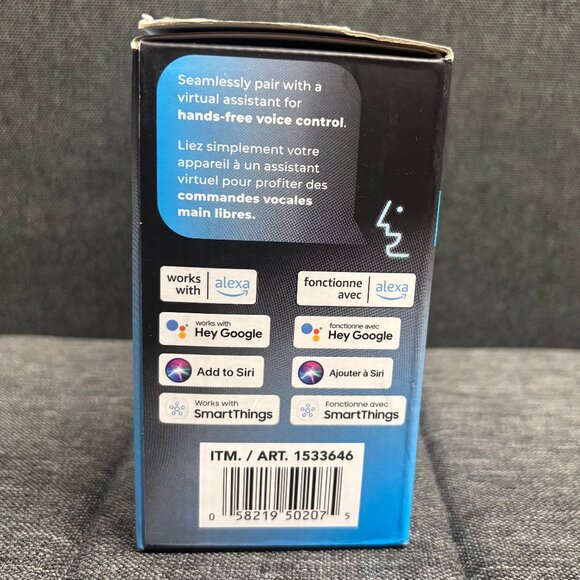 Seamlessly pair with a
virtual assistant for
hands-free voice control.
Liez simplement votre
appareil à un assistant
virtuel pour profiter des
commandes vocales
main libres.
works with
alexa
fonctionne avec
alexa
works with
Hey Google
fonctionne avec
Hey Google
Add to Siri
Ajouter à Siri
Works with
SmartThings
Fonctionne avec
SmartThings
ITM. / ART. 1533646
0 58219 50207 5